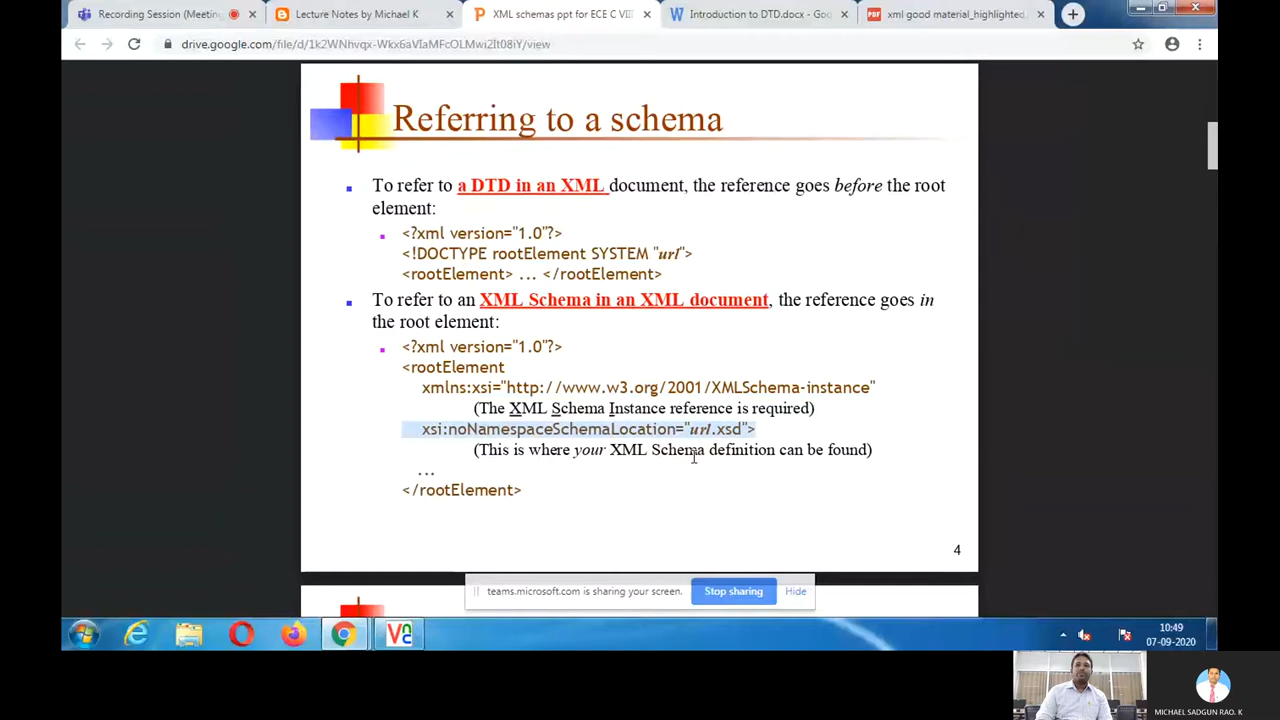 Recording Session (Meetin
Lecture Notes by Michael K
XML schemas ppt for ECE C VIII
Introduction to DTD.docx - Goo
xml good material_highlighted.
drive.google.com/file/d/1k2WNhvqx-Wkx6aVIaMFcOLMwi2It08iY/view
Referring to a schema
To refer to a DTD in an XML document, the reference goes before the root
element:
<?xml version="1.0"?>
<!DOCTYPE rootElement SYSTEM "url">
<rootElement> ... </rootElement>
To refer to an XML Schema in an XML document, the reference goes in
the root element:
<?xml version="1.0"?>
<rootElement
xmlns:xsi="http://www.w3.org/2001/XMLSchema-instance"
(The XML Schema Instance reference is required)
xsi:noNamespaceSchemaLocation="url.xsd">
(This is where your XML Schema definition can be found)
...
</rootElement>
4
teams.microsoft.com is sharing your screen.
Stop sharing
Hide
10:49
07-09-2020
MICHAEL SADGUN RAO. K